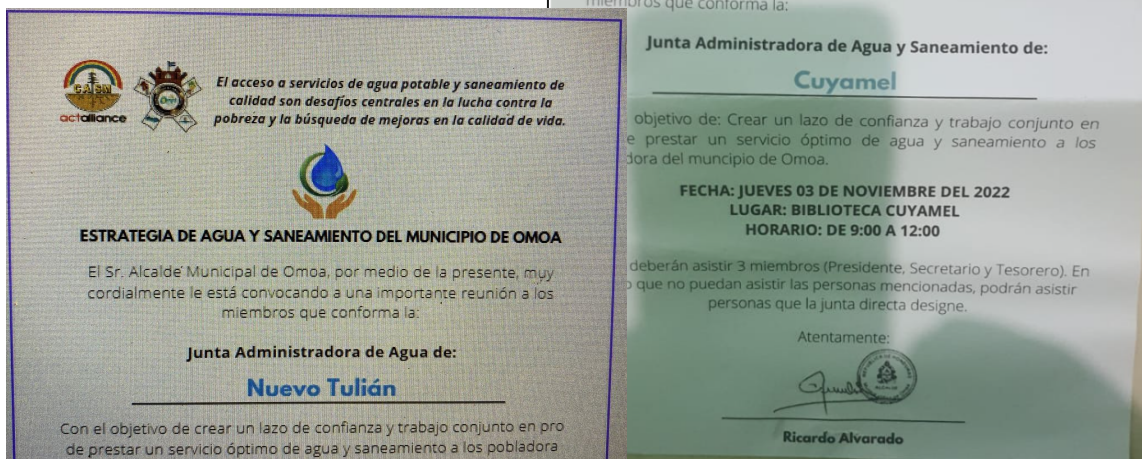 CASM
actalliance
El acceso a servicios de agua potable y saneamiento de
calidad son desafíos centrales en la lucha contra la
pobreza y la búsqueda de mejoras en la calidad de vida.
ESTRATEGIA DE AGUA Y SANEAMIENTO DEL MUNICIPIO DE OMOA
El Sr. Alcalde Municipal de Omoa, por medio de la presente, muy
cordialmente le está convocando a una importante reunión a los
miembros que conforma la:
Junta Administradora de Agua de:
Nuevo Tulián
Con el objetivo de crear un lazo de confianza y trabajo conjunto en pro
de prestar un servicio óptimo de agua y saneamiento a los pobladora
miembros que conforma la:
Junta Administradora de Agua y Saneamiento de:
Cuyamel
objetivo de: Crear un lazo de confianza y trabajo conjunto en
e prestar un servicio óptimo de agua y saneamiento a los
dora del muncipio de Omoa.
FECHA: JUEVES 03 DE NOVIEMBRE DEL 2022
LUGAR: BIBLIOTECA CUYAMEL
HORARIO: DE 9:00 A 12:00
deberán asistir 3 miembros (Presidente, Secretario y Tesorero). En
o que no puedan asistir las personas mencionadas, podrán asistir
personas que la junta directa designe.
Atentamente:
Ricardo Alvarado